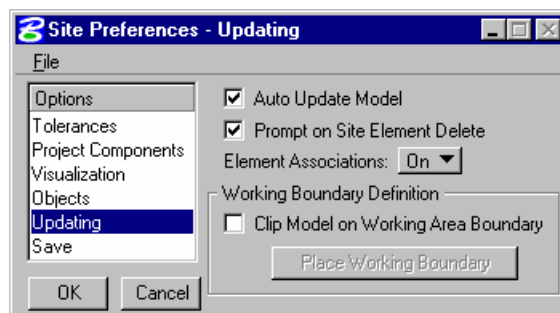 Site Preferences - Updating
File
Options
Tolerances
Project Components
Visualization
Objects
Updating
Save
Auto Update Model
Prompt on Site Element Delete
Element Associations: On
Working Boundary Definition
Clip Model on Working Area Boundary
Place Working Boundary
OK
Cancel